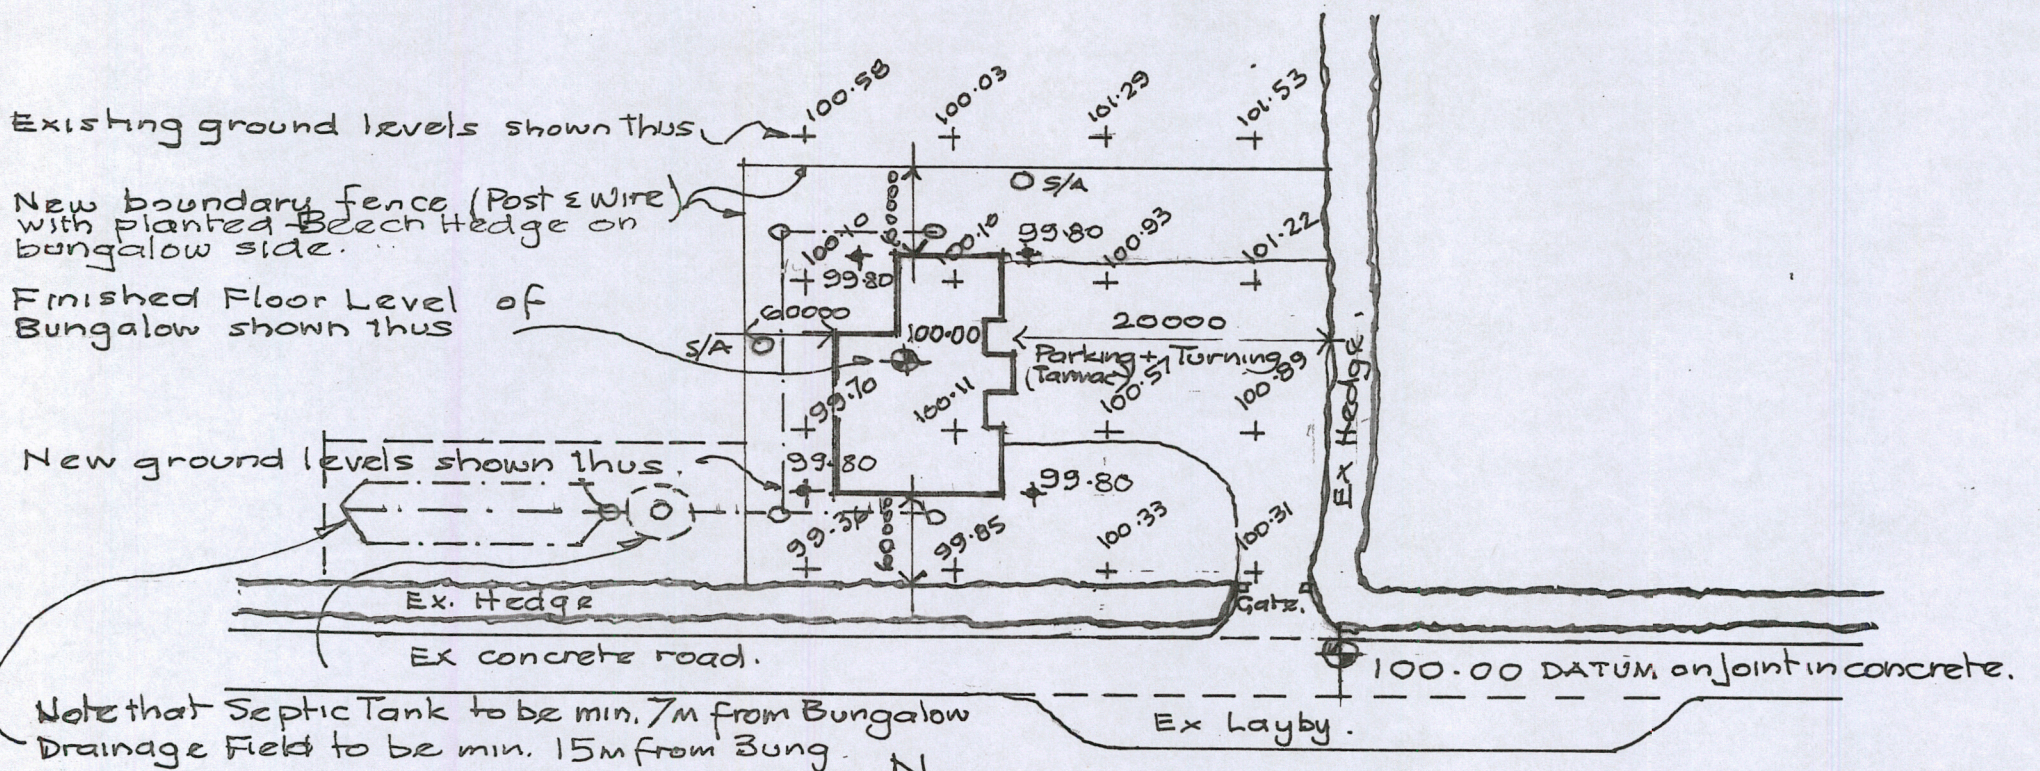 100.58
100.03
101.29
101.53
Existing ground levels shown thus
S/A
New boundary fence (Post & Wire)
with planted Beech Hedge on
bungalow side.
100.10
100.10
99.80
100.93
101.22
99.80
Finished Floor Level of
Bungalow shown thus
60000
20000
S/A
100.00
Parking + Turning
(Tarmac)
100.57
100.89
99.70
100.11
Ex Hedge.
New ground levels shown thus.
99.80
99.80
99.85
100.33
100.31
Ex. Hedge
Gate.
Ex concrete road.
100.00 DATUM on joint in concrete.
Note that Septic Tank to be min. 7m from Bungalow
Drainage Field to be min. 15m from Bung
Ex Layby.
N